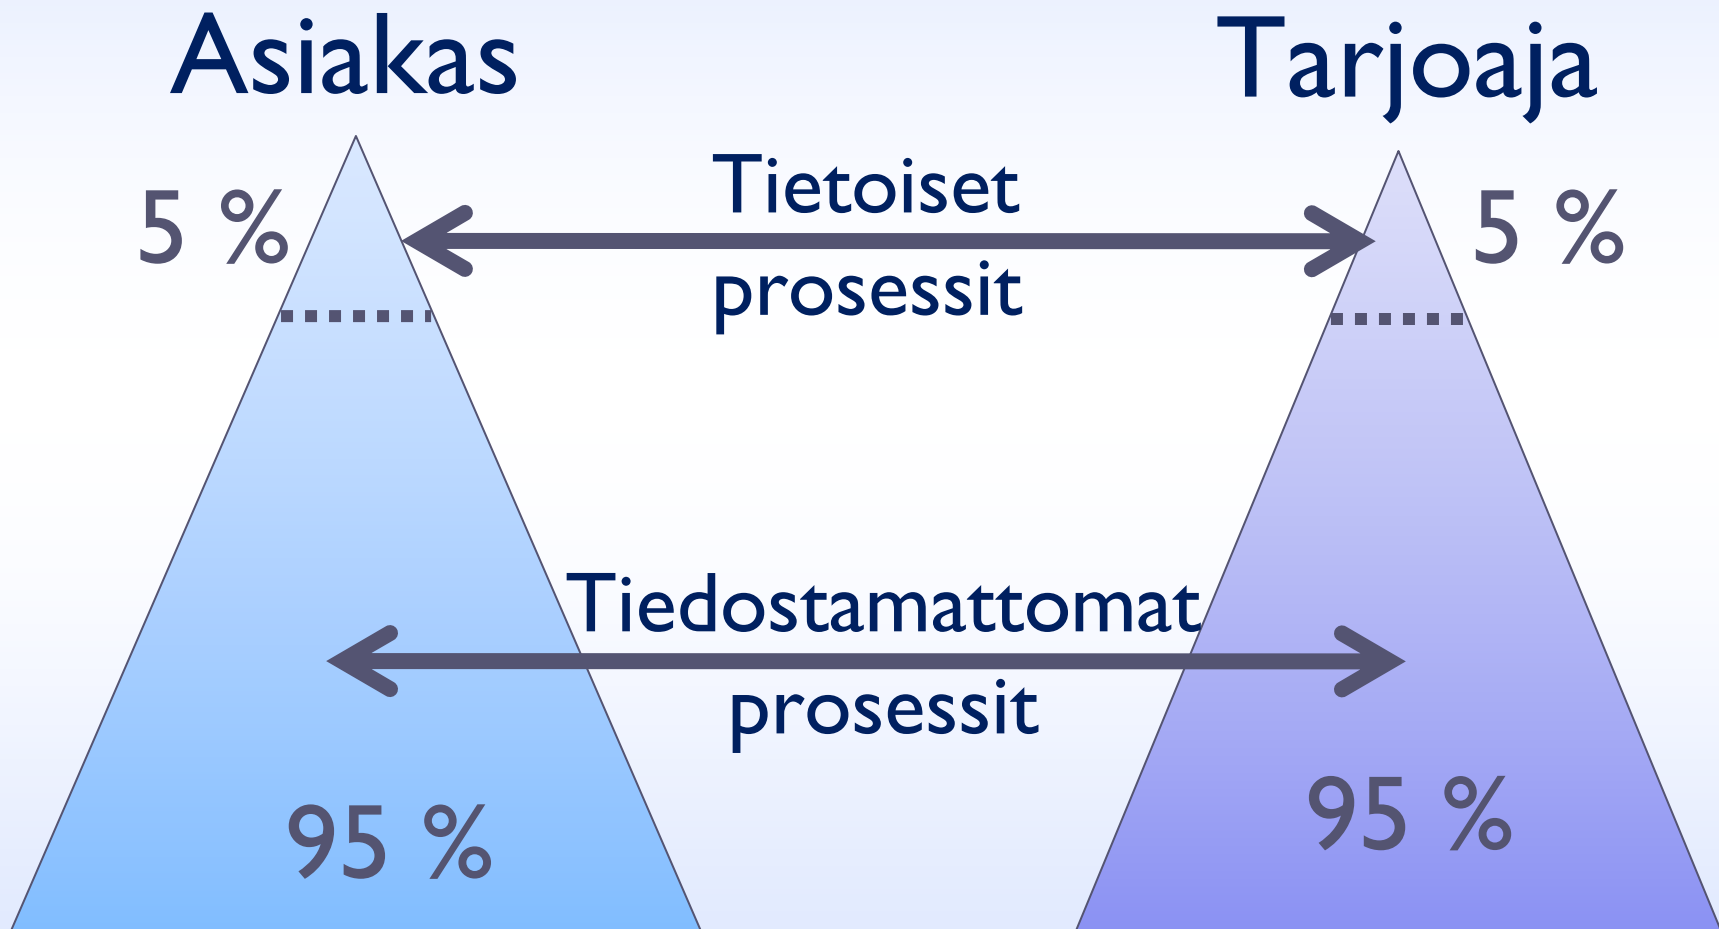 Asiakas
Tarjoaja
5 %
Tietoiset
prosessit
5 %
Tiedostamattomat
prosessit
95 %
95 %